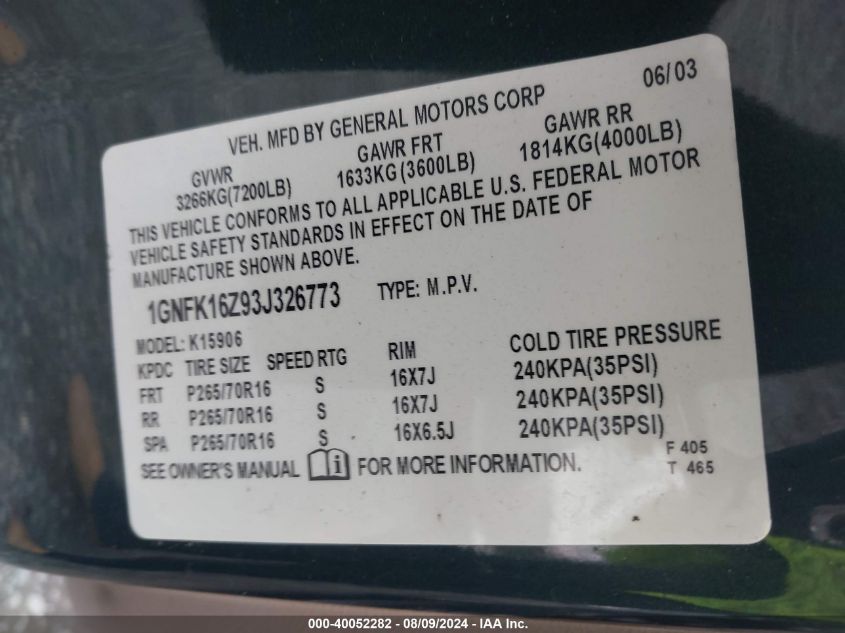 06/03
VEH. MFD BY GENERAL MOTORS CORP
GVWR GAWR FRT GAWR RR
3266KG(7200LB) 1633KG(3600LB) 1814KG(4000LB)
THIS VEHICLE CONFORMS TO ALL APPLICABLE U.S. FEDERAL MOTOR
VEHICLE SAFETY STANDARDS IN EFFECT ON THE DATE OF
MANUFACTURE SHOWN ABOVE.
1GNFK16Z93J326773 TYPE: M.P.V.
MODEL: K15906
KPDC TIRE SIZE SPEED RTG RIM COLD TIRE PRESSURE
FRT P265/70R16 S 16X7J 240KPA(35PSI)
RR P265/70R16 S 16X7J 240KPA(35PSI)
SPA P265/70R16 S 16X6.5J 240KPA(35PSI)
SEE OWNER'S MANUAL i FOR MORE INFORMATION.
F 405
T 465
000-40052282 - 08/09/2024 - IAA Inc.